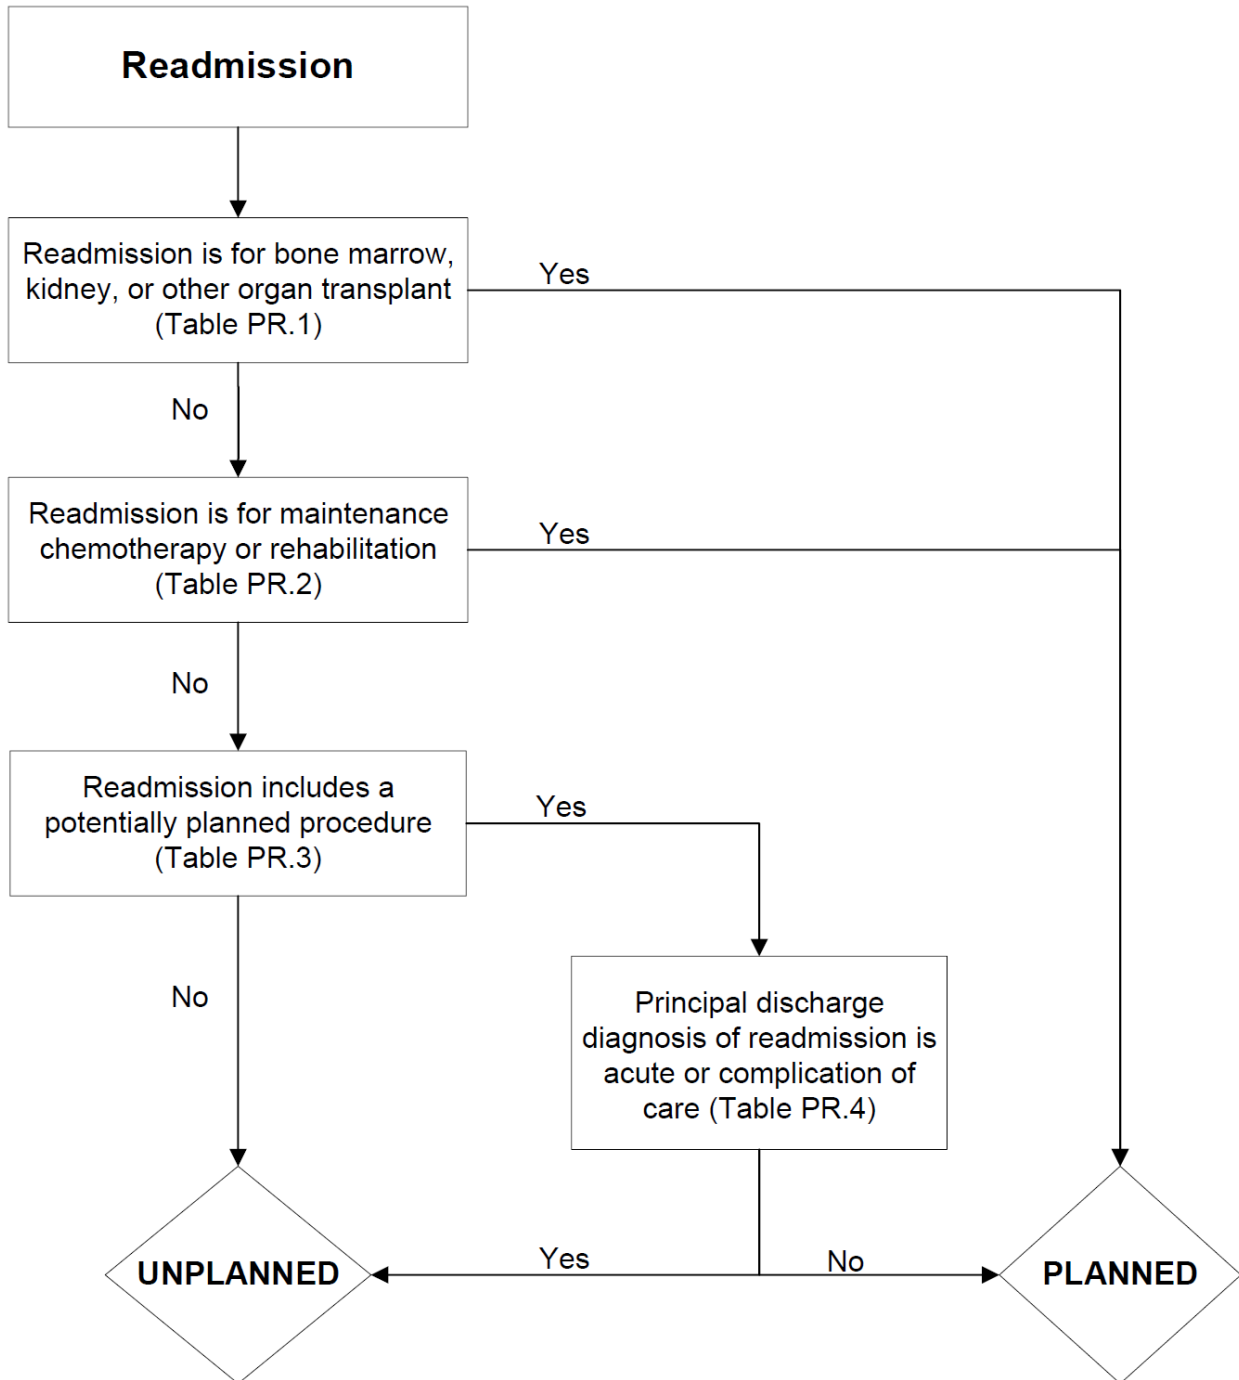 Readmission
Readmission is for bone marrow,
kidney, or other organ transplant
(Table PR.1)
Yes
No
Readmission is for maintenance
chemotherapy or rehabilitation
(Table PR.2)
Yes
No
Readmission includes a
potentially planned procedure
(Table PR.3)
Yes
No
Principal discharge
diagnosis of readmission is
acute or complication of
care (Table PR.4)
UNPLANNED
Yes
No
PLANNED